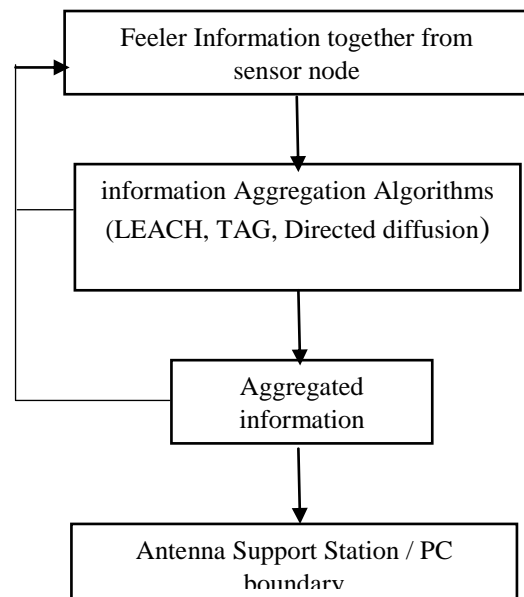 Feeler Information together from
sensor node
information Aggregation Algorithms
(LEACH, TAG, Directed diffusion)
Aggregated
information
Antenna Support Station / PC
boundary